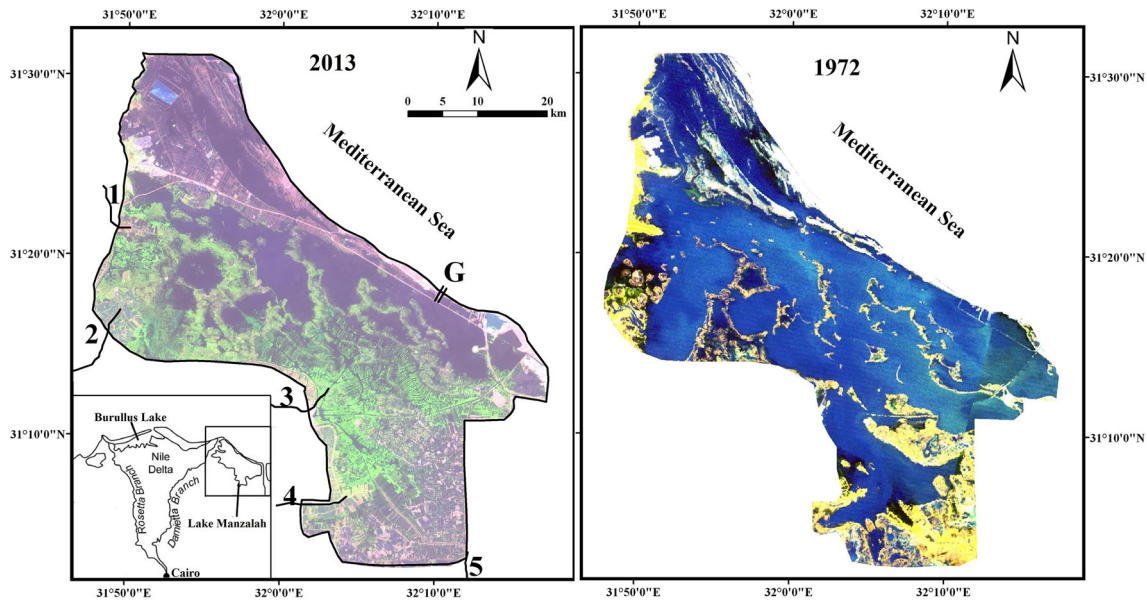 31°50'0"E 32°0'0"E 32°10'0"E
31°30'0"N
31°20'0"N
31°10'0"N
2013
N
0 5 10 20
km
Mediterranean Sea
1
2
3
4
5
G
Burullus Lake
Nile
Delta
Rosetta Branch
Damietta Branch
Lake Manzalah
Cairo
31°50'0"E 32°0'0"E 32°10'0"E
31°50'0"E 32°0'0"E 32°10'0"E
1972
N
Mediterranean Sea
31°30'0"N
31°20'0"N
31°10'0"N
31°50'0"E 32°0'0"E 32°10'0"E